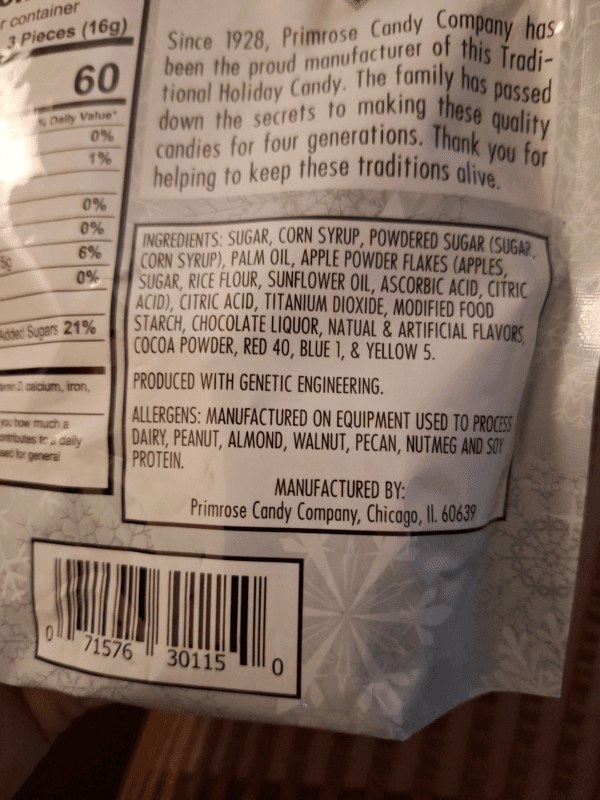 r container
3 Pieces (16g)
60
% Daily Value*
0%
1%
0%
0%
6%
5g
0%
Added Sugars 21%
calcium, iron,
you how much a
daily
for general
Since 1928, Primrose Candy Company has
been the proud manufacturer of this Tradi-
tional Holiday Candy. The family has passed
down the secrets to making these quality
candies for four generations. Thank you for
helping to keep these traditions alive.
INGREDIENTS: SUGAR, CORN SYRUP, POWDERED SUGAR (SUGAR,
CORN SYRUP), PALM OIL, APPLE POWDER FLAKES (APPLES,
SUGAR, RICE FLOUR, SUNFLOWER OIL, ASCORBIC ACID, CITRIC
ACID), CITRIC ACID, TITANIUM DIOXIDE, MODIFIED FOOD
STARCH, CHOCOLATE LIQUOR, NATUAL & ARTIFICIAL FLAVORS,
COCOA POWDER, RED 40, BLUE 1, & YELLOW 5.
PRODUCED WITH GENETIC ENGINEERING.
ALLERGENS: MANUFACTURED ON EQUIPMENT USED TO PROCESS
DAIRY, PEANUT, ALMOND, WALNUT, PECAN, NUTMEG AND SOY
PROTEIN.
MANUFACTURED BY:
Primrose Candy Company, Chicago, Il. 60639
0 71576 30115 0